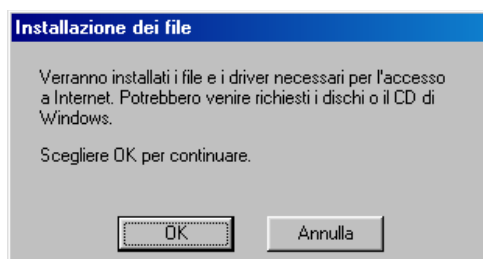 Installazione dei file
Verranno installati i file e i driver necessari per l'accesso
a Internet. Potrebbero venire richiesti i dischi o il CD di
Windows.
Scegliere OK per continuare.
OK
Annulla